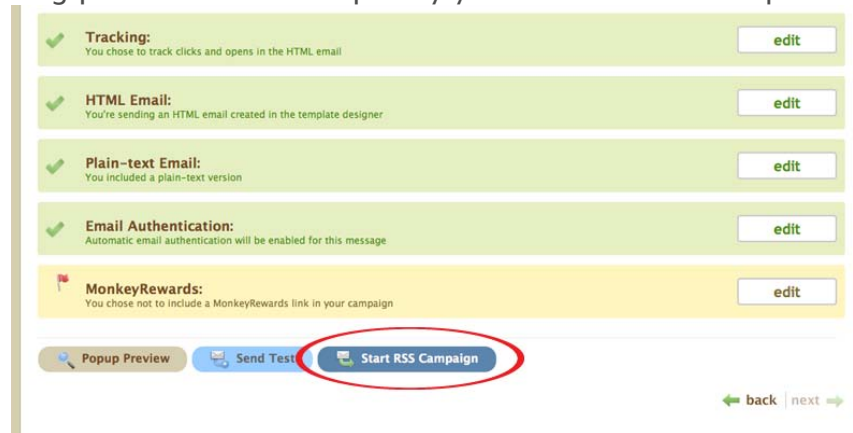 Tracking:
You chose to track clicks and opens in the HTML email
edit
HTML Email:
You're sending an HTML email created in the template designer
edit
Plain-text Email:
You included a plain-text version
edit
Email Authentication:
Automatic email authentication will be enabled for this message
edit
MonkeyRewards:
You chose not to include a MonkeyRewards link in your campaign
edit
Popup Preview Send Test Start RSS Campaign
back | next